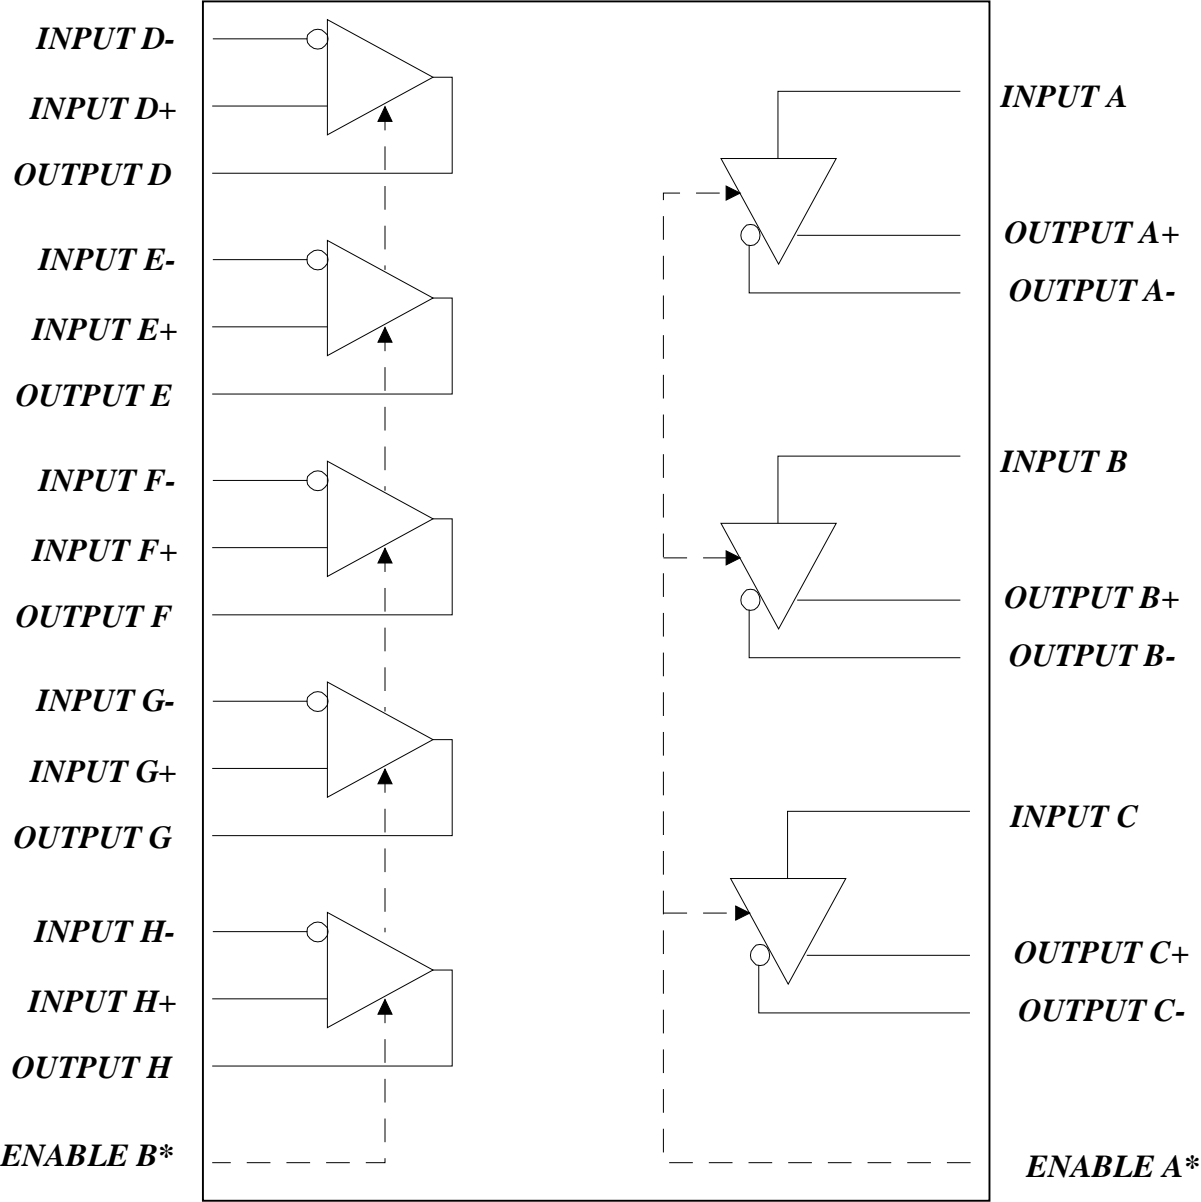 INPUT D-
INPUT D+
OUTPUT D
INPUT E-
INPUT E+
OUTPUT E
INPUT F-
INPUT F+
OUTPUT F
INPUT G-
INPUT G+
OUTPUT G
INPUT H-
INPUT H+
OUTPUT H
ENABLE B*
INPUT A
OUTPUT A+
OUTPUT A-
INPUT B
OUTPUT B+
OUTPUT B-
INPUT C
OUTPUT C+
OUTPUT C-
ENABLE A*